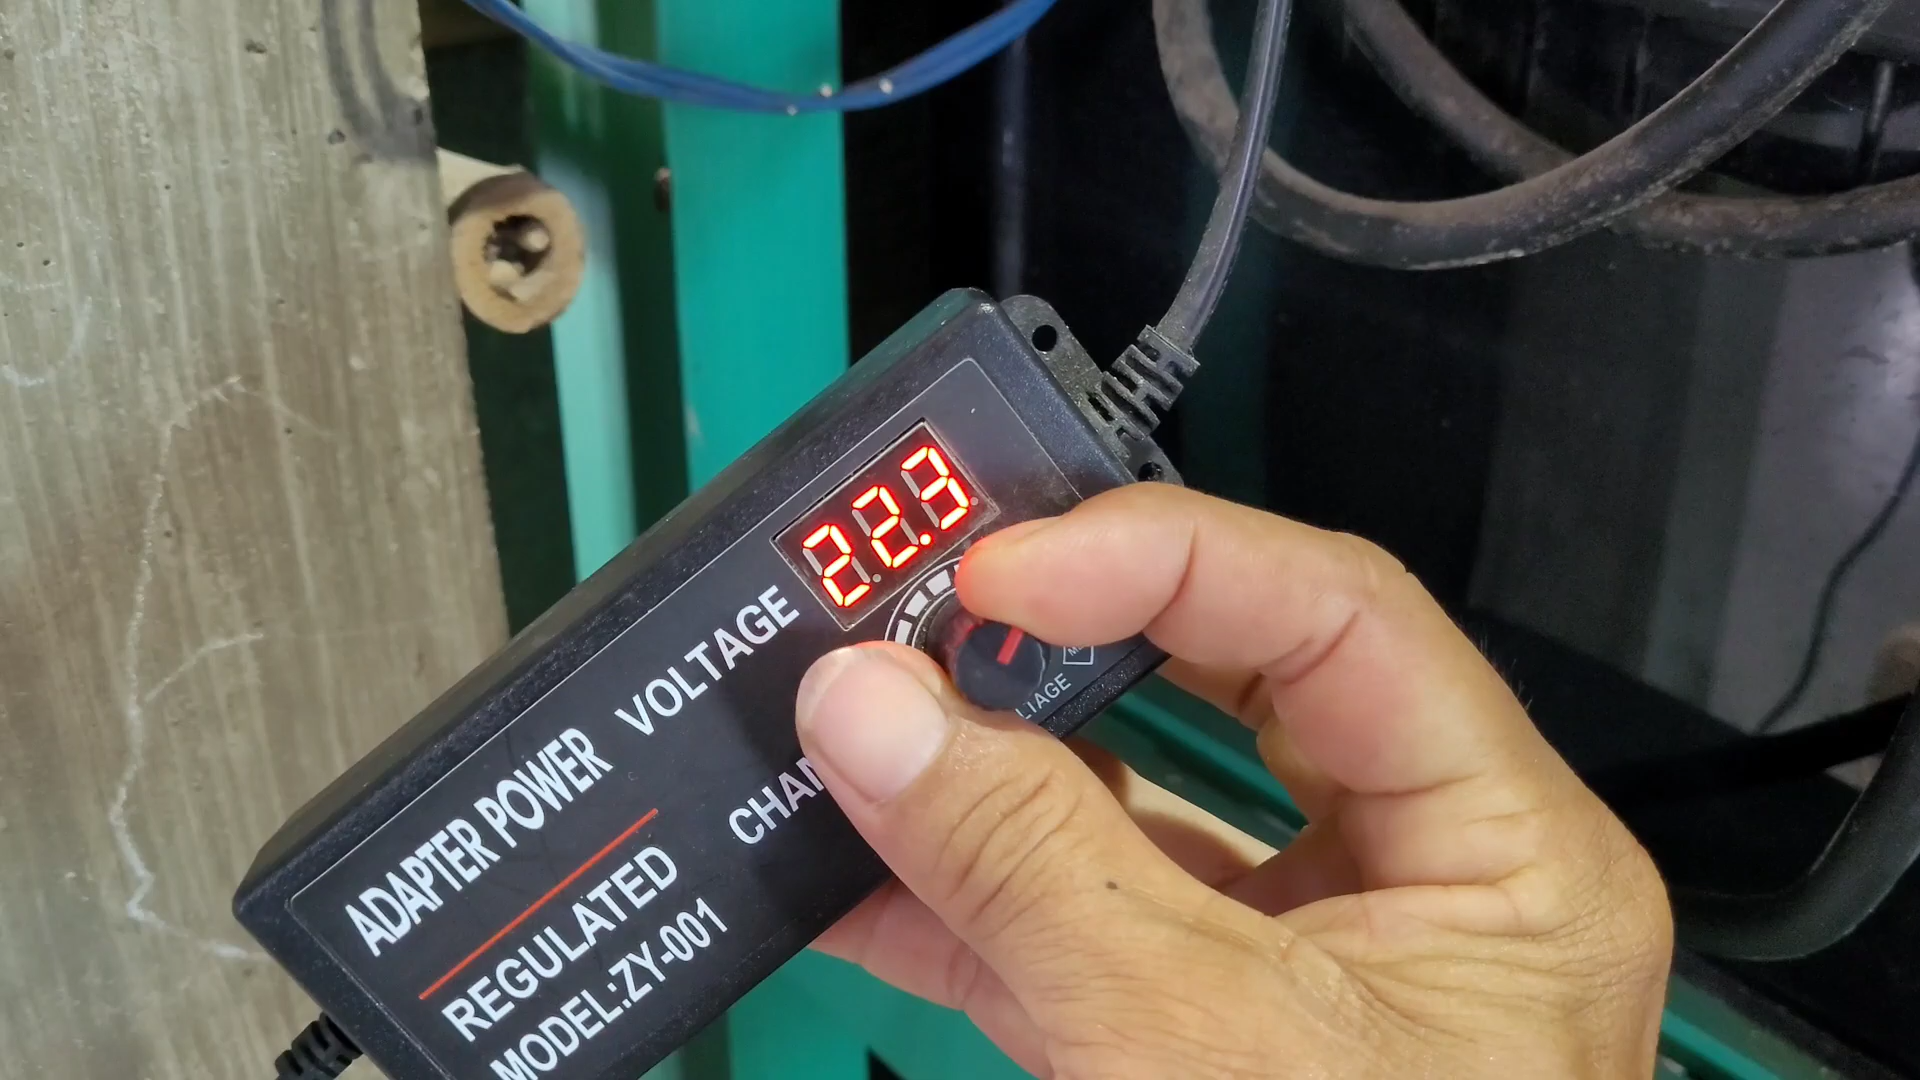 22.3
ADAPTER POWER VOLTAGE
REGULATED
MODEL:ZY-001